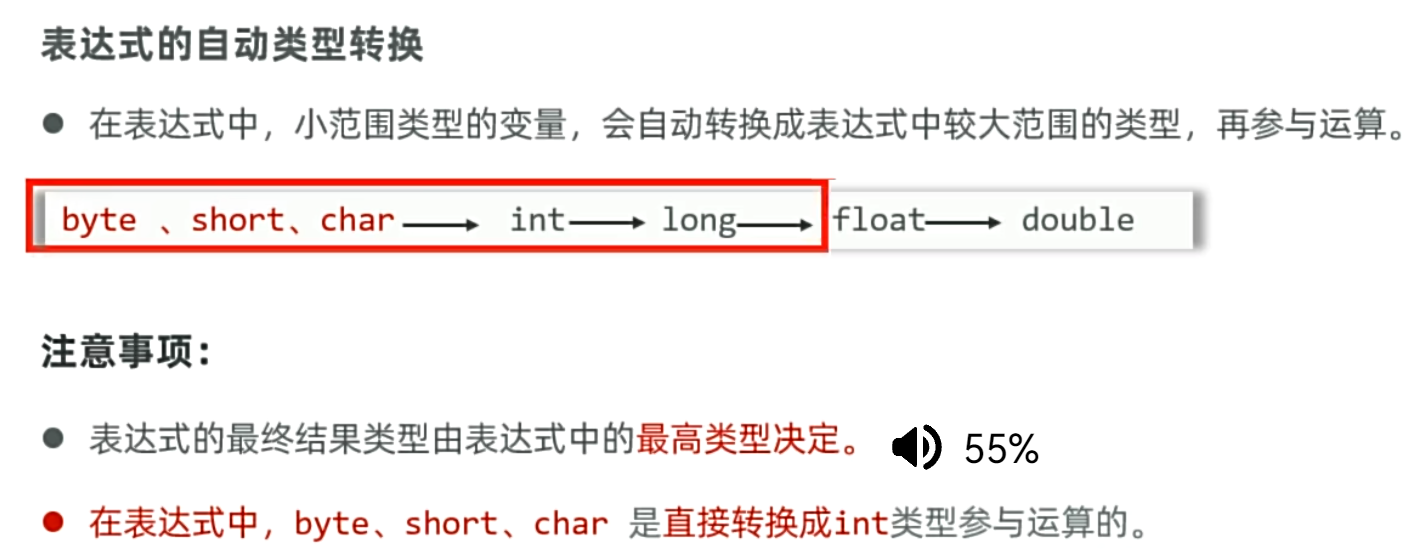 表达式的自动类型转换
● 在表达式中，小范围类型的变量，会自动转换成表达式中较大范围的类型，再参与运算。
byte 、short、char → int → long → float → double
注意事项：
● 表达式的最终结果类型由表达式中的最高类型决定。 55%
● 在表达式中，byte、short、char 是直接转换成int类型参与运算的。